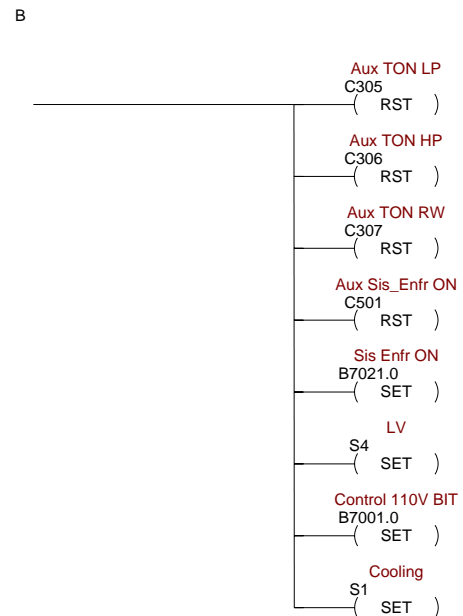 B
Aux TON LP
C305
( RST )
Aux TON HP
C306
( RST )
Aux TON RW
C307
( RST )
Aux Sis_Enfr ON
C501
( RST )
Sis Enfr ON
B7021.0
( SET )
LV
S4
( SET )
Control 110V BIT
B7001.0
( SET )
Cooling
S1
( SET )